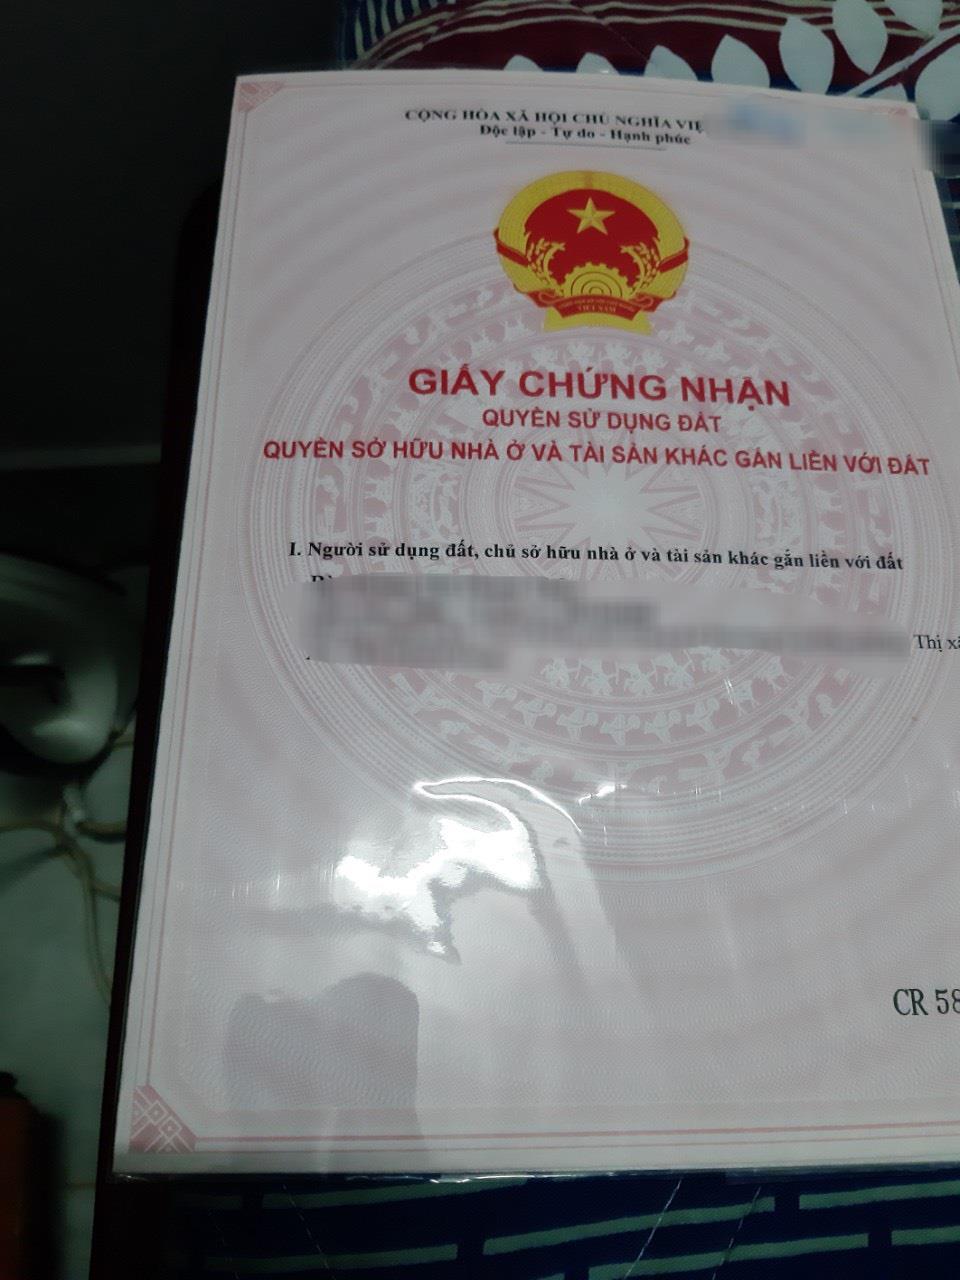 CỘNG HÒA XÃ HỘI CHỦ NGHĨA VIỆ
Độc lập - Tự do - Hạnh phúc
VIỆT NAM
GIẤY CHỨNG NHẬN
QUYỀN SỬ DỤNG ĐẤT
QUYỀN SỞ HỮU NHÀ Ở VÀ TÀI SẢN KHÁC GẮN LIỀN VỚI ĐẤT
I. Người sử dụng đất, chủ sở hữu nhà ở và tài sản khác gắn liền với đất
Thị xã
CR 58